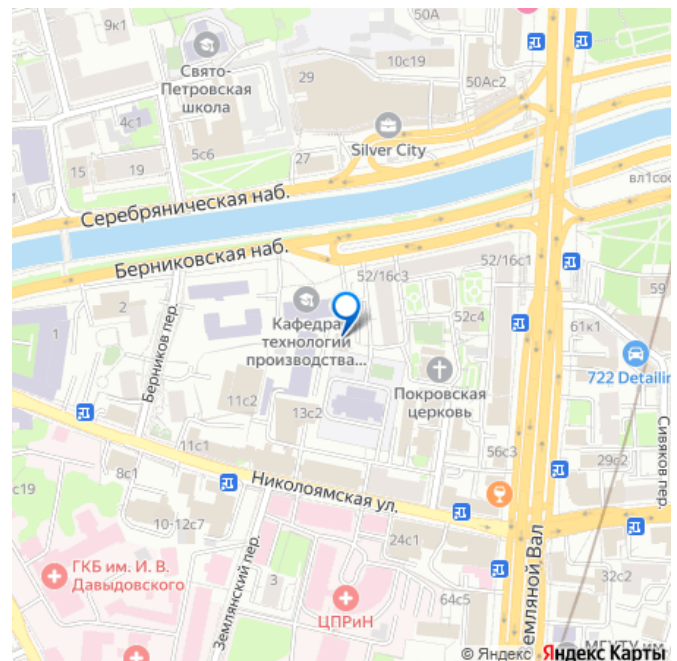 9к1
50А
10с19
Свято-
Петровская
школа
29
50Ас2
4с1
Silver City
5с6
15
19
27
вл1соо
Серебряническая наб.
Берниковская наб.
52/16с3
52/16с1
59
2
Кафедра
технологии
производства...
52с4
61к1
1
Берников пер.
722 Detailin
Покровская
церковь
11с2
13с2
Сивяков пер.
11с1
56с3
29с2
8с1
с19
Николоямская ул.
10-12с7
24с1
ГКБ им. И. В.
Давыдовского
Землянский пер.
3
ЦПРиН
64с5
32с2
емляной Вал
МГУТУ им.
© Яндекс Яндекс Карты